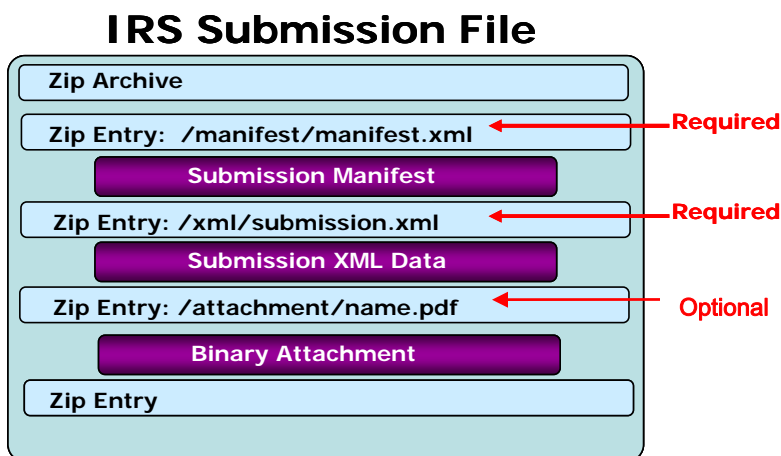 IRS Submission File
Zip Archive
Zip Entry: /manifest/manifest.xml
Required
Submission Manifest
Zip Entry: /xml/submission.xml
Required
Submission XML Data
Zip Entry: /attachment/name.pdf
Optional
Binary Attachment
Zip Entry